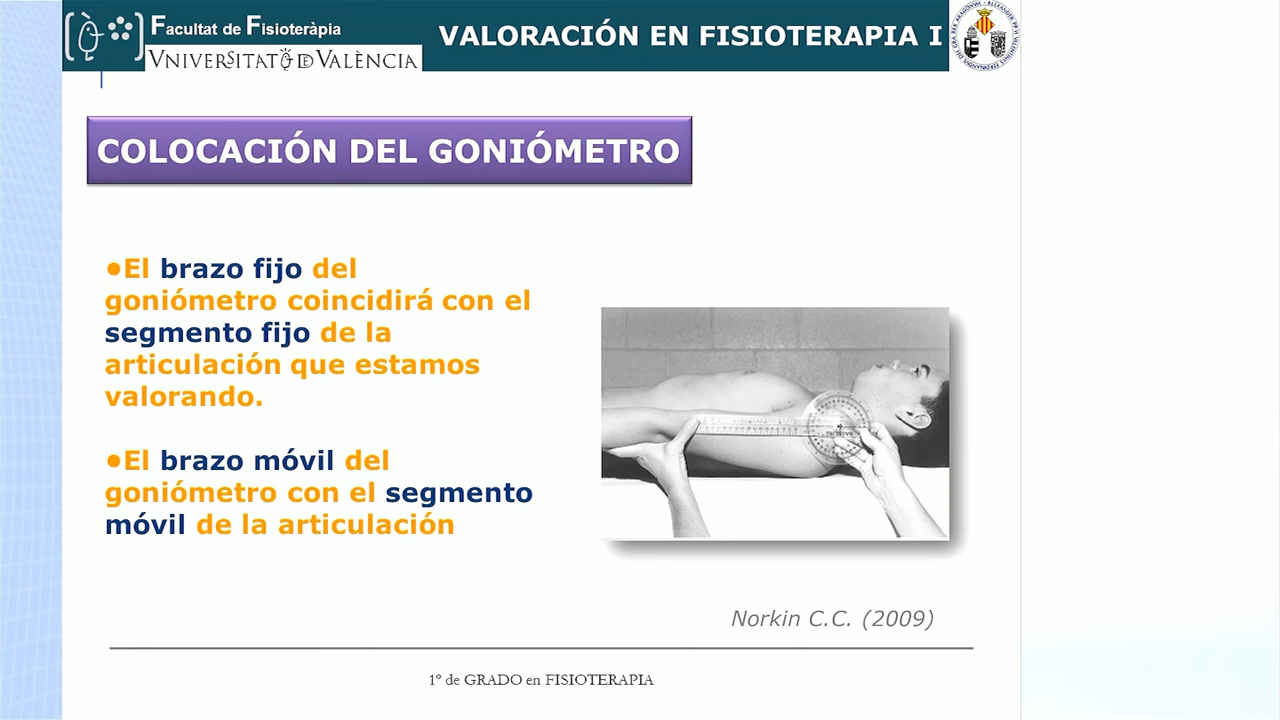 Facultat de Fisioteràpia
VNIVERSITAT DE VALÈNCIA
VALORACIÓN EN FISIOTERAPIA I
COLOCACIÓN DEL GONIÓMETRO
•El brazo fijo del
goniómetro coincidirá con el
segmento fijo de la
articulación que estamos
valorando.
•El brazo móvil del
goniómetro con el segmento
móvil de la articulación
Norkin C.C. (2009)
1º de GRADO en FISIOTERAPIA